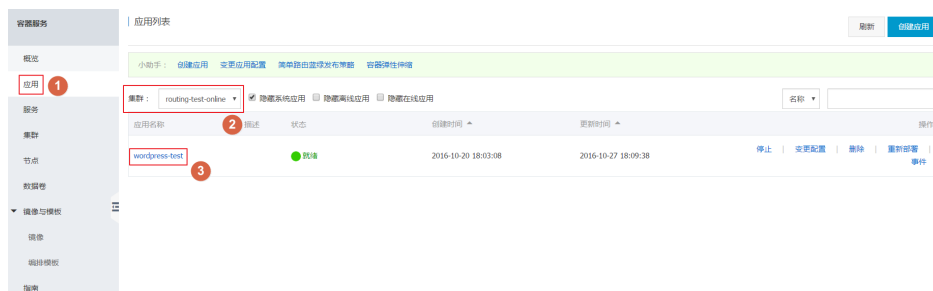 容器服务
应用列表
刷新
创建应用
概览
小助手： 创建应用 变更应用配置 简单路由蓝绿发布策略 容器弹性伸缩
应用 1
集群： routing-test-online 隐藏系统应用 隐藏离线应用 隐藏在线应用
名称
服务
应用名称 2 描述 状态 创建时间 更新时间 操作
集群
wordpress-test 就绪 2016-10-20 18:03:08 2016-10-27 18:09:38 停止 | 变更配置 | 删除 | 重新部署 |
事件
节点
3
数据卷
镜像与模板
镜像
编排模板
指南